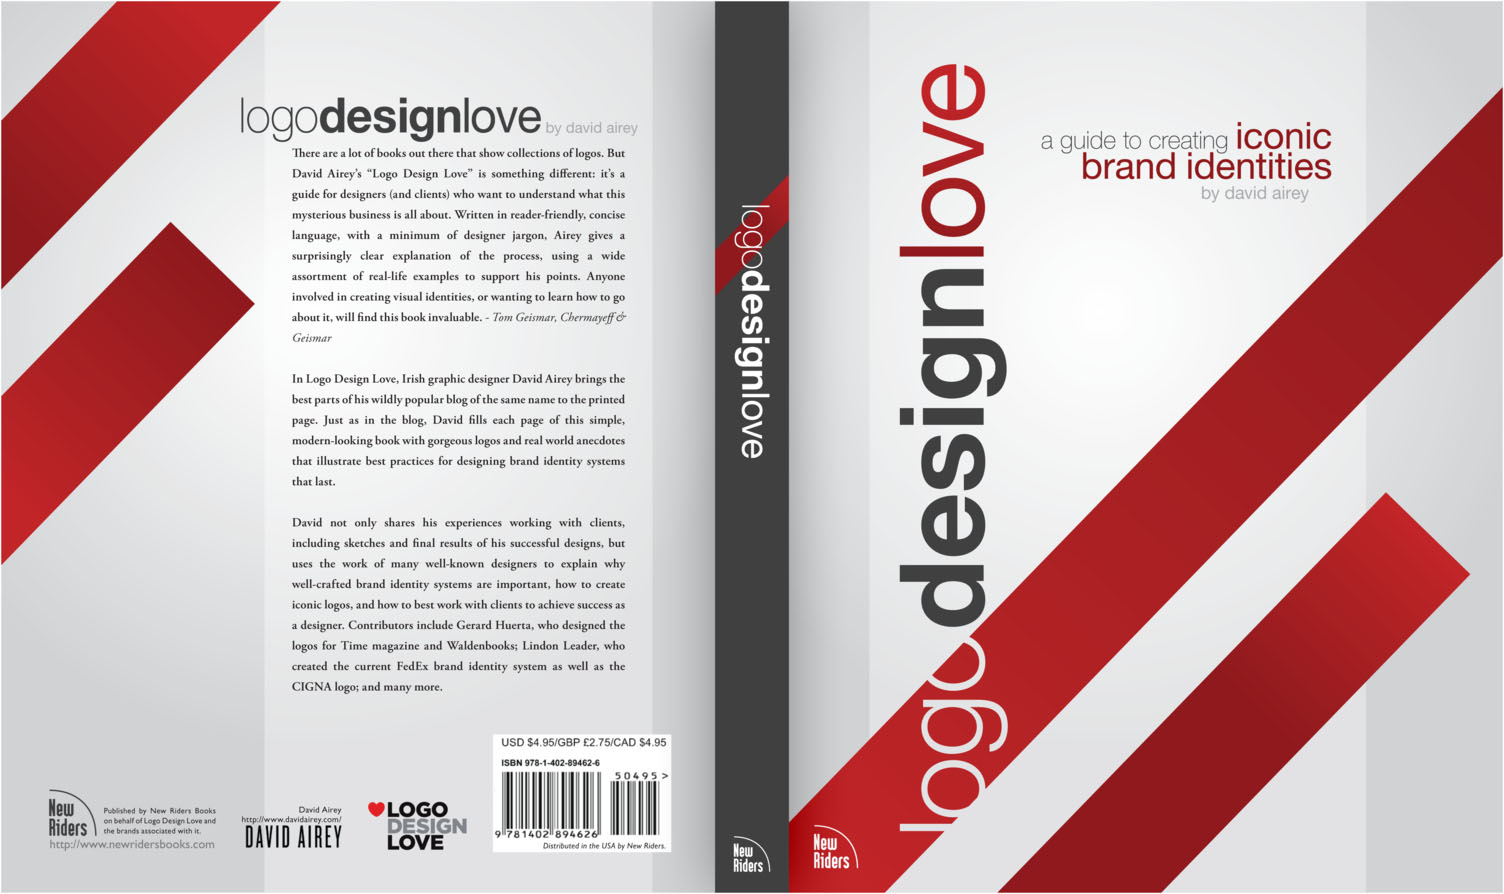 logodesignlove by david airey
There are a lot of books out there that show collections of logos. But
David Airey's “Logo Design Love” is something different: it's a
guide for designers (and clients) who want to understand what this
mysterious business is all about. Written in reader-friendly, concise
language, with a minimum of designer jargon, Airey gives a
surprisingly clear explanation of the process, using a wide
assortment of real-life examples to support his points. Anyone
involved in creating visual identities, or wanting to learn how to go
about it, will find this book invaluable. - Tom Geismar, Chermayeff &
Geismar
In Logo Design Love, Irish graphic designer David Airey brings the
best parts of his wildly popular blog of the same name to the printed
page. Just as in the blog, David fills each page of this simple,
modern-looking book with gorgeous logos and real world anecdotes
that illustrate best practices for designing brand identity systems
that last.
David not only shares his experiences working with clients,
including sketches and final results of his successful designs, but
uses the work of many well-known designers to explain why
well-crafted brand identity systems are important, how to create
iconic logos, and how to best work with clients to achieve success as
a designer. Contributors include Gerard Huerta, who designed the
logos for Time magazine and Waldenbooks; Lindon Leader, who
created the current FedEx brand identity system as well as the
CIGNA logo; and many more.
New
Riders
Published by New Riders Books
on behalf of Logo Design Love and
the brands associated with it.
http://www.newridersbooks.com
David Airey
http://www.davidairey.com/
DAVID AIREY
LOGO
DESIGN
LOVE
USD $4.95/GBP £2.75/CAD $4.95
ISBN 978-1-402-89462-6
50495>
9 781402 894626
Distributed in the USA by New Riders.
logodesignlove
New
Riders
logodesignlove
a guide to creating iconic
brand identities
by david airey
New
Riders